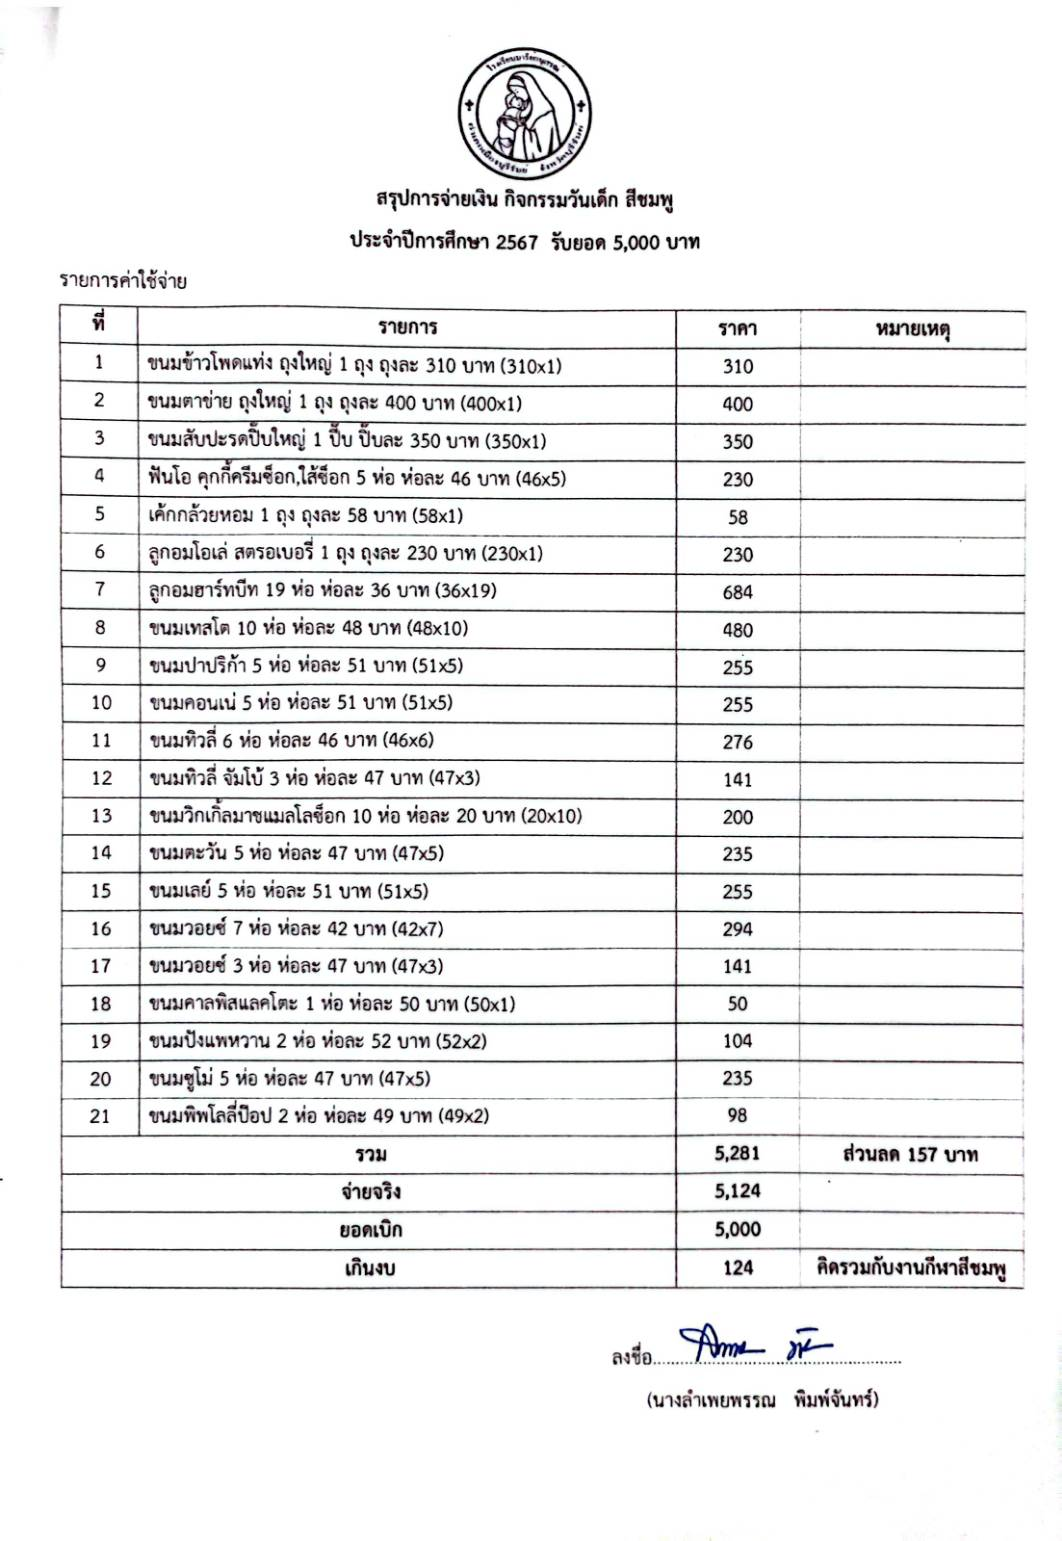 สรุปการจ่ายเงิน กิจกรรมวันเด็ก สีชมพู
ประจำปีการศึกษา 2567 รับยอด 5,000 บาท
รายการค่าใช้จ่าย
ที่ รายการ ราคา หมายเหตุ
1 ขนมข้าวโพดแท่ง ถุงใหญ่ 1 ถุง ถุงละ 310 บาท (310x1) 310
2 ขนมตาข่าย ถุงใหญ่ 1 ถุง ถุงละ 400 บาท (400x1) 400
3 ขนมสับปะรดปี๊บใหญ่ 1 ปี๊บ ปี๊บละ 350 บาท (350x1) 350
4 ฟันโอ คุกกี้ครีมช็อก,ไส้ช็อก 5 ห่อ ห่อละ 46 บาท (46x5) 230
5 เค้กกล้วยหอม 1 ถุง ถุงละ 58 บาท (58x1) 58
6 ลูกอมโอเล่ สตรอเบอรี่ 1 ถุง ถุงละ 230 บาท (230x1) 230
7 ลูกอมฮาร์ทบีท 19 ห่อ ห่อละ 36 บาท (36x19) 684
8 ขนมเทสโต 10 ห่อ ห่อละ 48 บาท (48x10) 480
9 ขนมปาปริก้า 5 ห่อ ห่อละ 51 บาท (51x5) 255
10 ขนมคอนเน่ 5 ห่อ ห่อละ 51 บาท (51x5) 255
11 ขนมทิวลี่ 6 ห่อ ห่อละ 46 บาท (46x6) 276
12 ขนมทิวลี่ จัมโบ้ 3 ห่อ ห่อละ 47 บาท (47x3) 141
13 ขนมวิกเกิ้ลมาชแมลโลช็อก 10 ห่อ ห่อละ 20 บาท (20x10) 200
14 ขนมตะวัน 5 ห่อ ห่อละ 47 บาท (47x5) 235
15 ขนมเลย์ 5 ห่อ ห่อละ 51 บาท (51x5) 255
16 ขนมวอยซ์ 7 ห่อ ห่อละ 42 บาท (42x7) 294
17 ขนมวอยซ์ 3 ห่อ ห่อละ 47 บาท (47x3) 141
18 ขนมคาลพิสแลคโตะ 1 ห่อ ห่อละ 50 บาท (50x1) 50
19 ขนมปังแพหวาน 2 ห่อ ห่อละ 52 บาท (52x2) 104
20 ขนมซูโม่ 5 ห่อ ห่อละ 47 บาท (47x5) 235
21 ขนมพิพโลลี่ป๊อป 2 ห่อ ห่อละ 49 บาท (49x2) 98
รวม 5,281 ส่วนลด 157 บาท
จ่ายจริง 5,124
ยอดเบิก 5,000
เกินงบ 124 คิดรวมกับงานกีฬาสีชมพู
ลงชื่อ
(นางลำเพยพรรณ พิมพ์จันทร์)